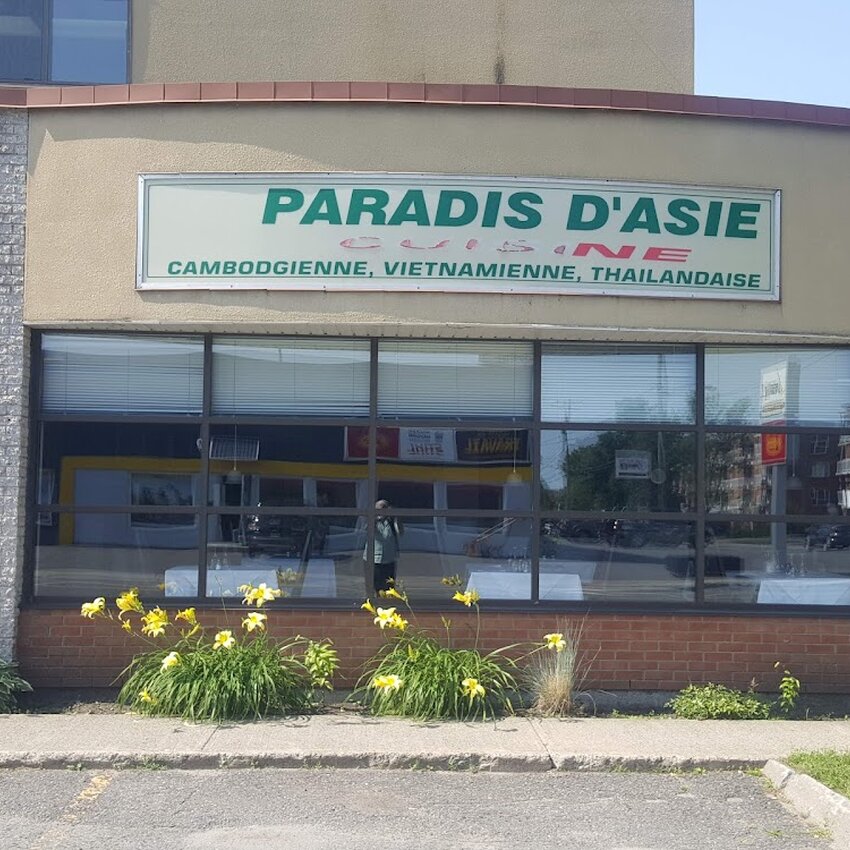 PARADIS D'ASIE
CUISINE
CAMBODGIENNE, VIETNAMIENNE, THAILANDAISE